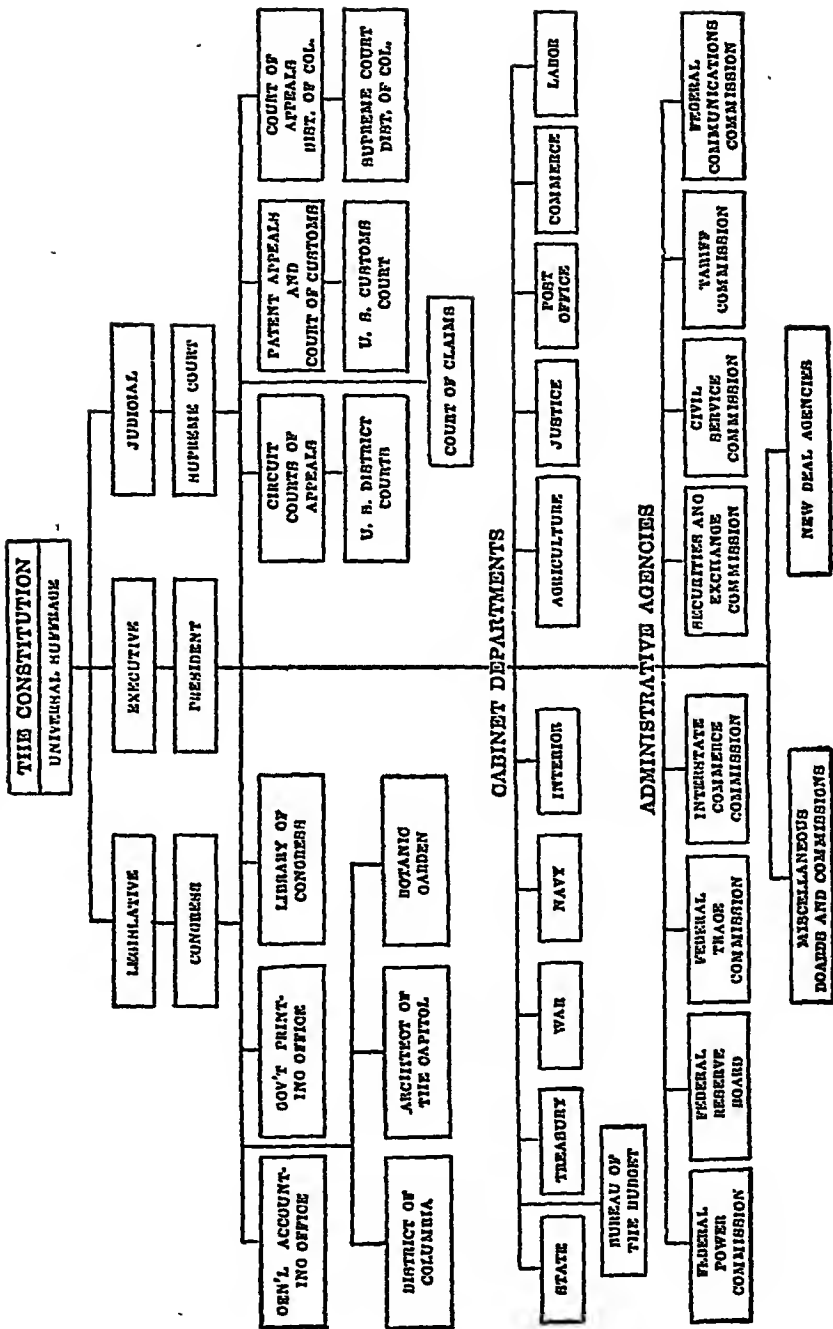 THE CONSTITUTION
UNIVERSAL SUFFRAGE
LEGISLATIVE
EXECUTIVE
JUDICIAL
CONGRESS
PRESIDENT
SUPREME COURT
GEN'L ACCOUNT-
ING OFFICE
GOV'T PRINT-
ING OFFICE
LIBRARY OF
CONGRESS
CIRCUIT
COURTS OF
APPEALS
PATENT APPEALS
AND
COURT OF CUSTOMS
COURT OF
APPEALS
DIST. OF COL.
DISTRICT OF
COLUMBIA
ARCHITECT OF
THE CAPITOL
BOTANIC
GARDEN
U. S. DISTRICT
COURTS
U. S. CUSTOMS
COURT
SUPREME COURT
DIST. OF COL.
COURT OF CLAIMS
CABINET DEPARTMENTS
STATE
TREASURY
WAR
NAVY
INTERIOR
AGRICULTURE
JUSTICE
POST
OFFICE
COMMERCE
LABOR
BUREAU OF
THE BUDGET
ADMINISTRATIVE AGENCIES
FEDERAL
POWER
COMMISSION
FEDERAL
RESERVE
BOARD
FEDERAL
TRADE
COMMISSION
INTERSTATE
COMMERCE
COMMISSION
SECURITIES AND
EXCHANGE
COMMISSION
CIVIL
SERVICE
COMMISSION
TARIFF
COMMISSION
FEDERAL
COMMUNICATIONS
COMMISSION
MISCELLANEOUS
BOARDS AND COMMISSIONS
NEW DEAL AGENCIES